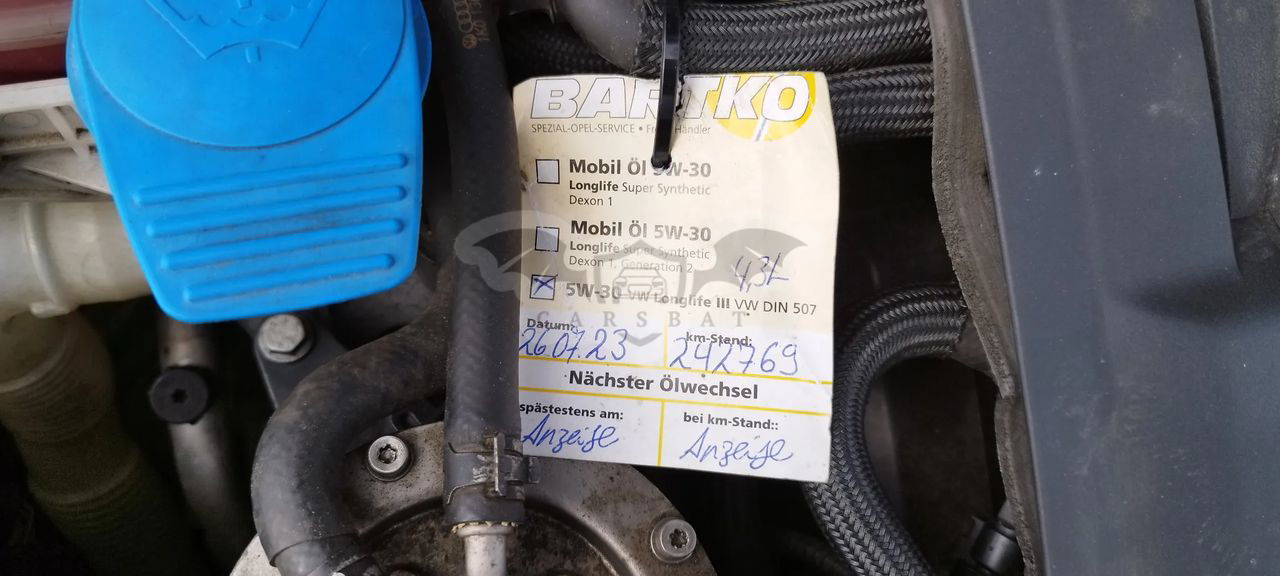 BARTKO
SPEZIAL-OPEL-SERVICE • Freier Händler
Mobil Öl 5W-30
Longlife Super Synthetic
Dexon 1
Mobil Öl 5W-30
Longlife Super Synthetic
Dexon 1, Generation 2
4,3L
5W-30 VW Longlife III VW DIN 507
CARSBAT
Datum: km-Stand:
26.07.23 242769
Nächster Ölwechsel
spästestens am: bei km-Stand::
Anzeige Anzeige